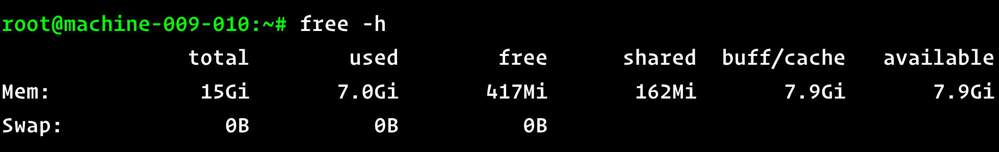 root@machine-009-010:~# free -h
              total        used        free      shared  buff/cache   available
Mem:           15Gi       7.0Gi       417Mi       162Mi       7.9Gi       7.9Gi
Swap:            0B          0B          0B